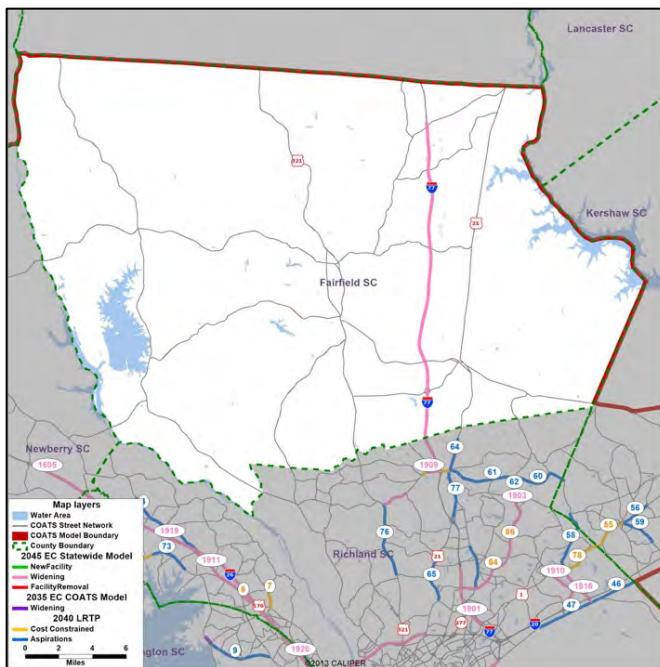 Lancaster SC
321
77
21
Kershaw SC
Fairfield SC
77
Newberry SC
1605
1909
64
61
62
60
77
1903
56
55
59
58
76
86
1919
73
1911
26
6
7
576
Richland SC
21
65
84
78
1910
1916
46
47
1
20
1901
277
77
321
1920
9
©2013 CALIPER
Map layers
Water Area
COATS Street Network
COATS Model Boundary
County Boundary
2045 EC Statewide Model
NewFacility
Widening
FacilityRemoval
2035 EC COATS Model
Widening
2040 LRTP
Cost Constrained
Aspirations
0 2 4 6
Miles